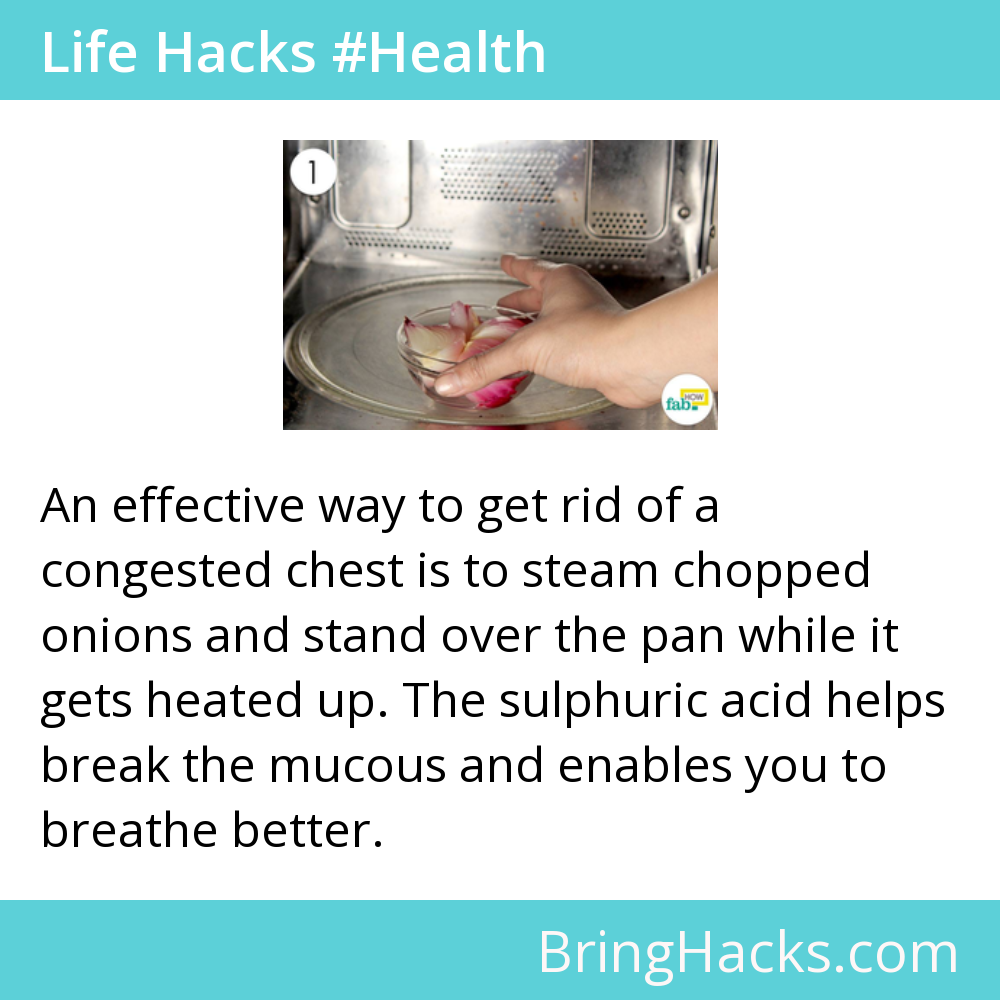 Life Hacks #Health
1
fab HOW
An effective way to get rid of a
congested chest is to steam chopped
onions and stand over the pan while it
gets heated up. The sulphuric acid helps
break the mucous and enables you to
breathe better.
BringHacks.com